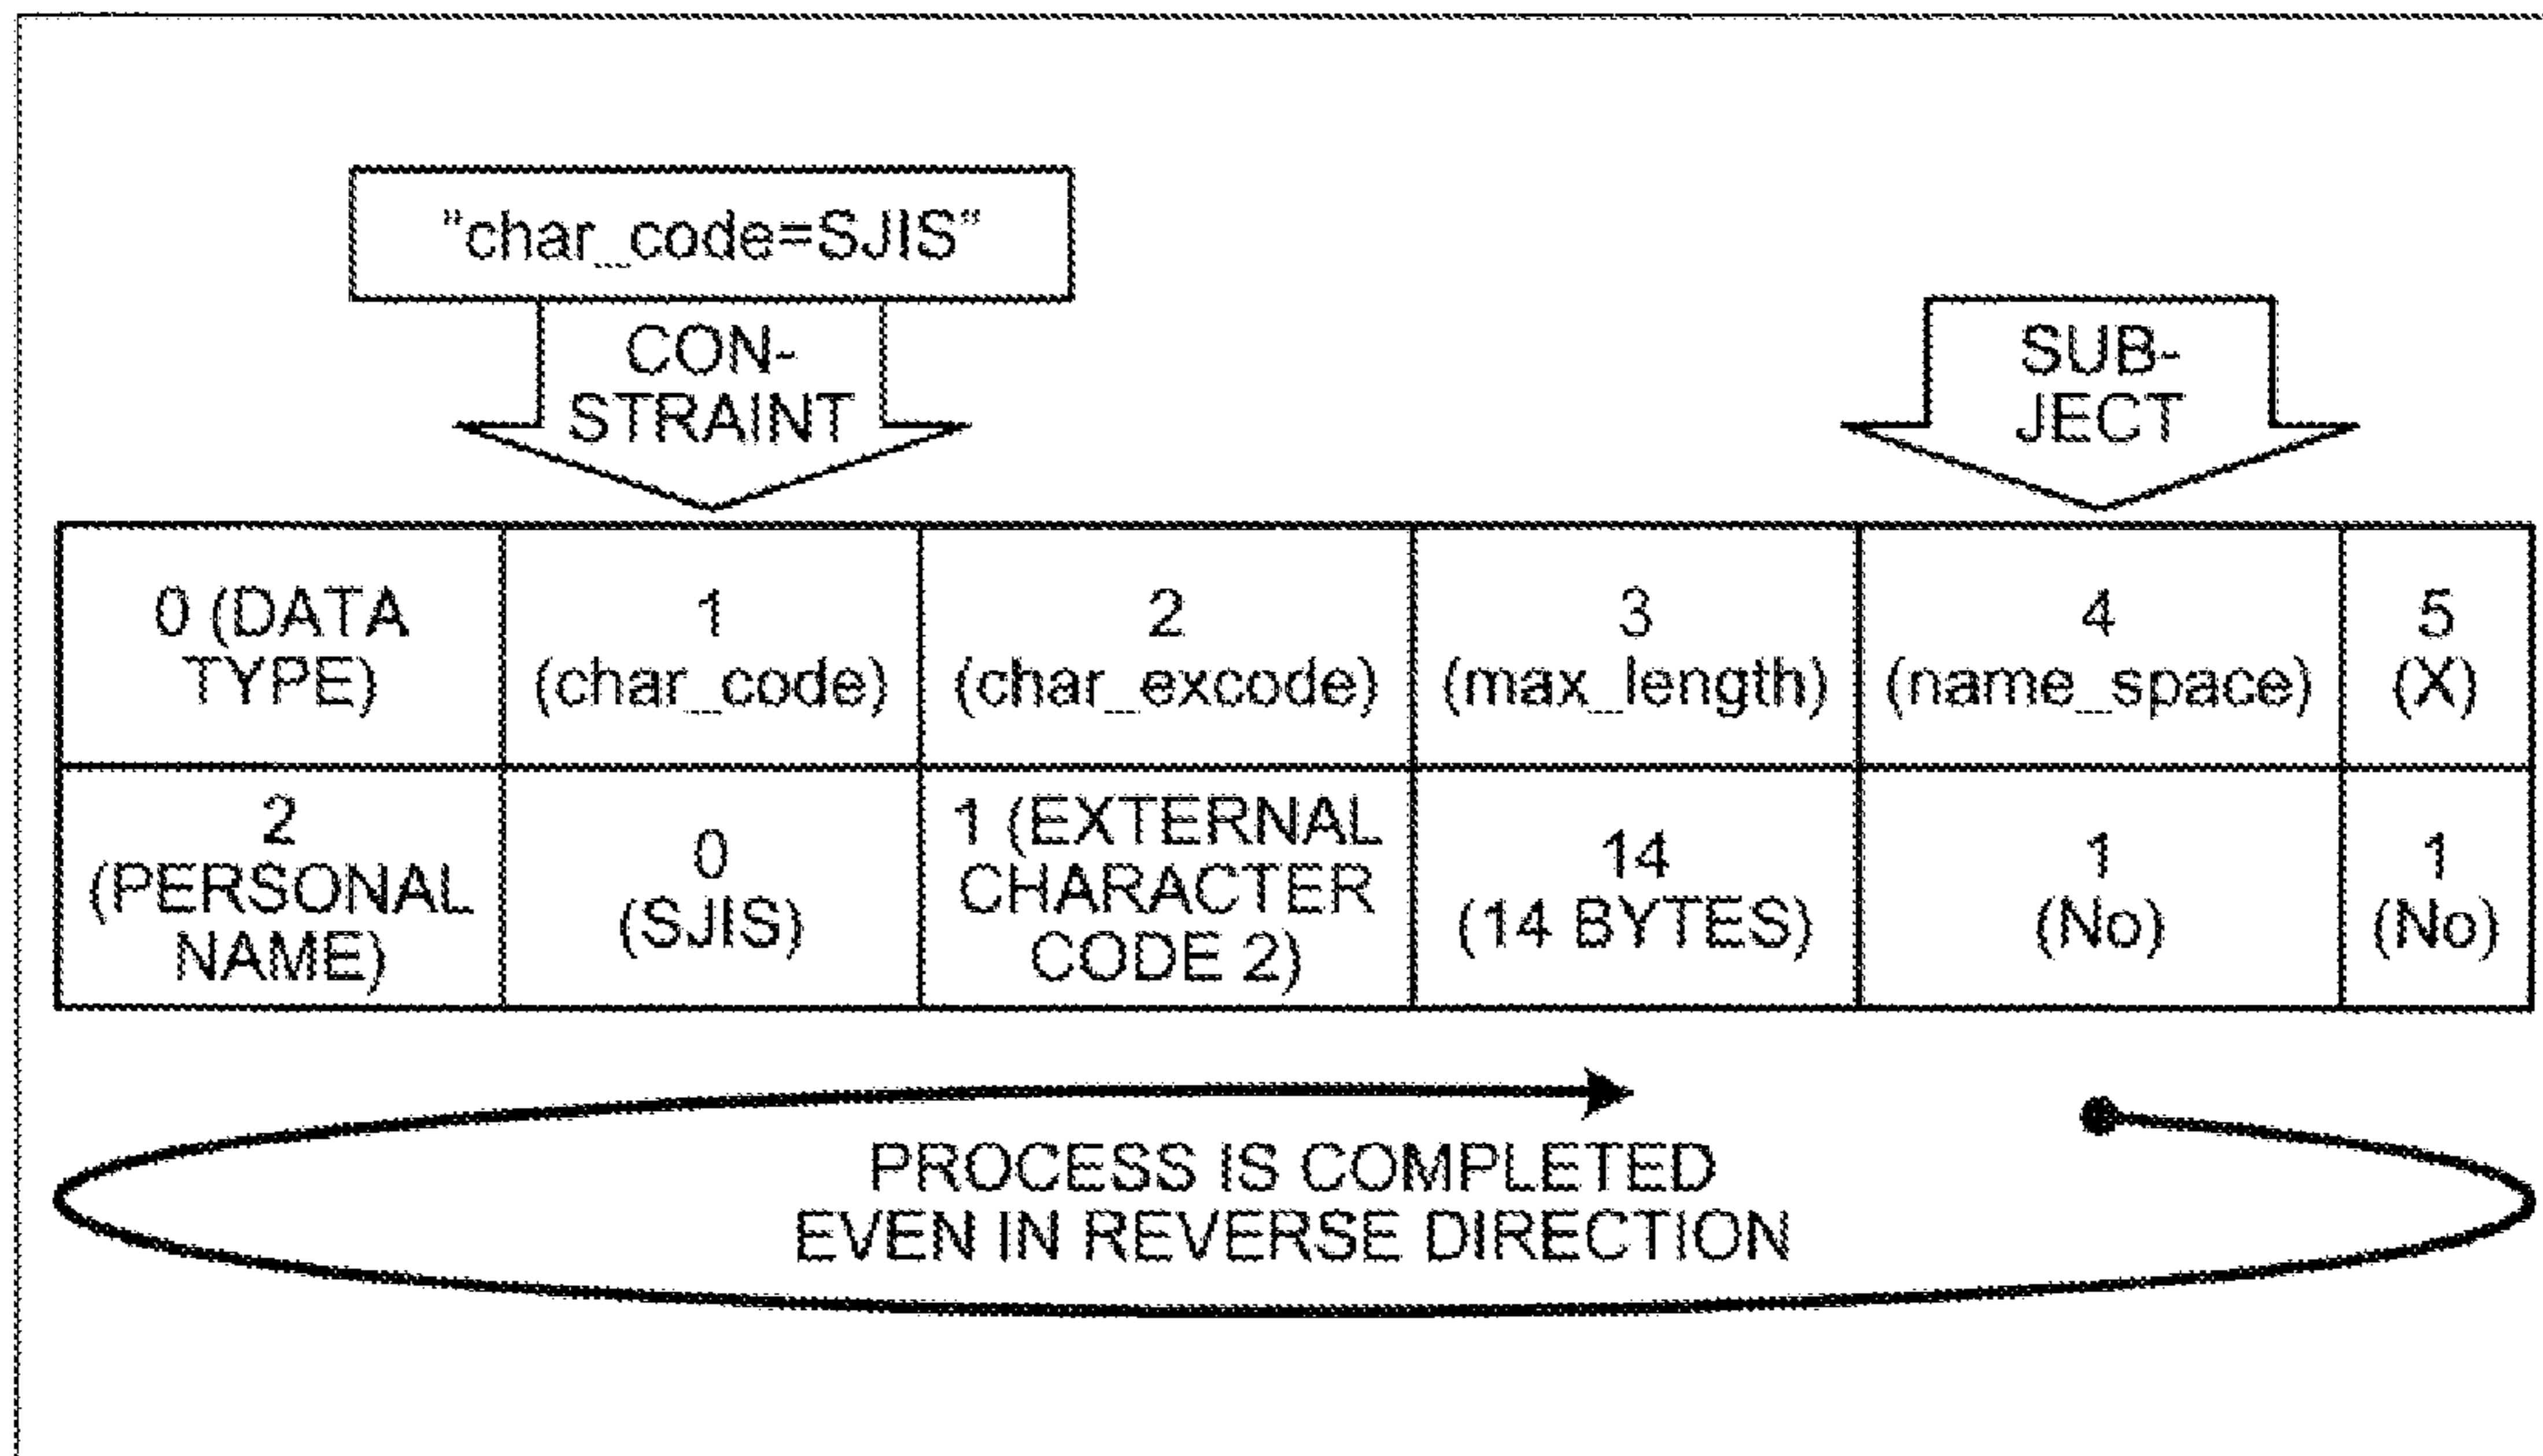 "char_code=SJIS"
CON-
STRAINT
SUB-
JECT
0 (DATA
TYPE)
1
(char_code)
2
(char_excode)
3
(max_length)
4
(name_space)
5
(X)
2
(PERSONAL
NAME)
0
(SJIS)
1 (EXTERNAL
CHARACTER
CODE 2)
14
(14 BYTES)
1
(No)
1
(No)
PROCESS IS COMPLETED
EVEN IN REVERSE DIRECTION